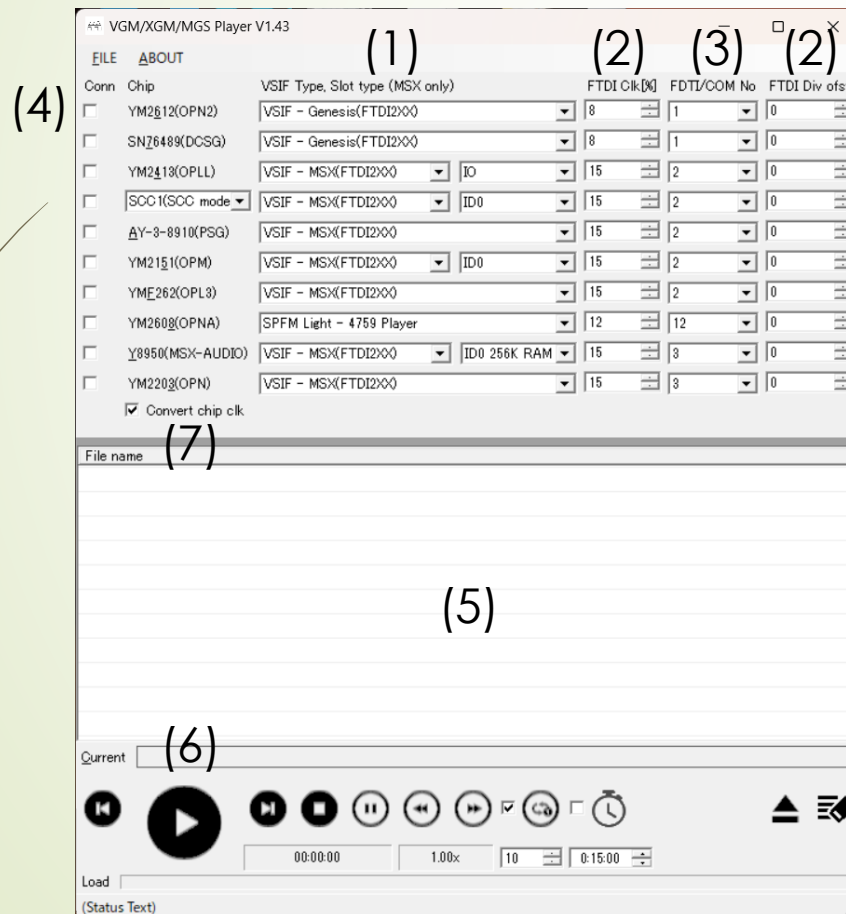 VGM/XGM/MGS Player V1.43
FILE ABOUT
(1) (2) (3) (2)
Conn Chip VSIF Type, Slot type (MSX only) FTDI Clk[%] FDTI/COM No FTDI Div ofs
(4)
YM2612(OPN2) VSIF - Genesis(FTDI2XX) 8 1 0
SN76489(DCSG) VSIF - Genesis(FTDI2XX) 8 1 0
YM2413(OPLL) VSIF - MSX(FTDI2XX) IO 15 2 0
SCC1(SCC mode VSIF - MSX(FTDI2XX) ID0 15 2 0
AY-3-8910(PSG) VSIF - MSX(FTDI2XX) 15 2 0
YM2151(OPM) VSIF - MSX(FTDI2XX) ID0 15 2 0
YMF262(OPL3) VSIF - MSX(FTDI2XX) 15 2 0
YM2608(OPNA) SPFM Light - 4759 Player 12 12 0
Y8950(MSX-AUDIO) VSIF - MSX(FTDI2XX) ID0 256K RAM 15 3 0
YM2203(OPN) VSIF - MSX(FTDI2XX) 15 3 0
Convert chip clk
(7)
File name
(5)
(6)
Current
00:00:00 1.00x 10 0:15:00
Load
(Status Text)